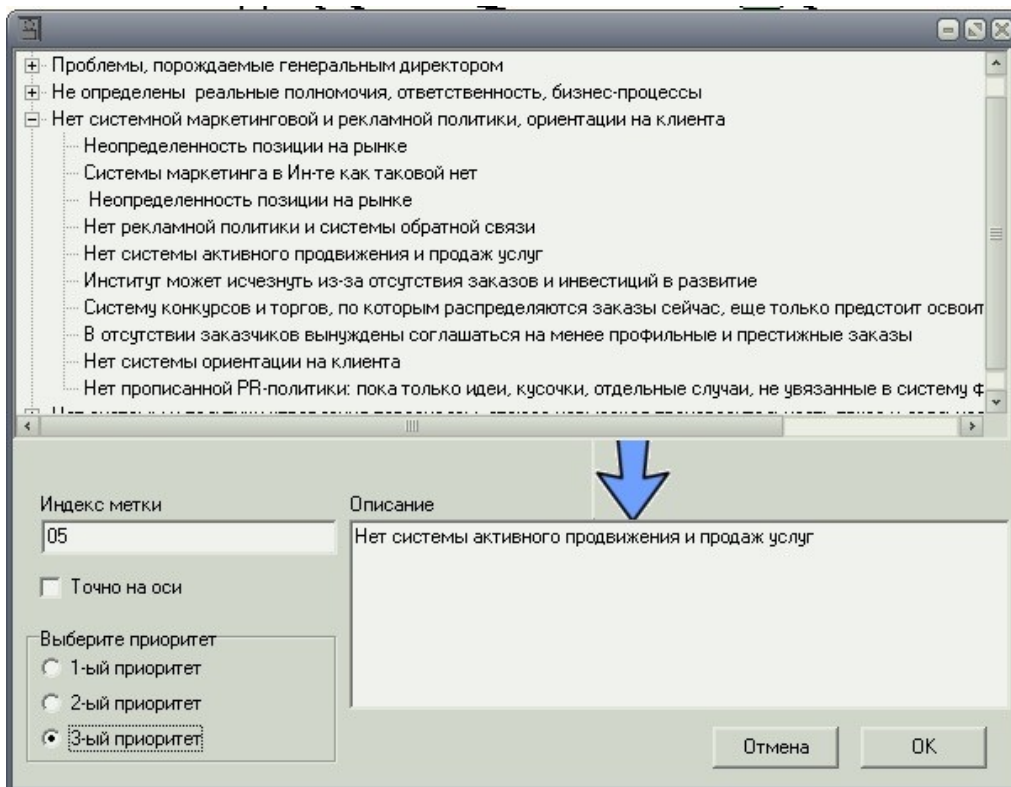 Проблемы, порождаемые генеральным директором
Не определены реальные полномочия, ответственность, бизнес-процессы
Нет системной маркетинговой и рекламной политики, ориентации на клиента
Неопределенность позиции на рынке
Системы маркетинга в Ин-те как таковой нет
Неопределенность позиции на рынке
Нет рекламной политики и системы обратной связи
Нет системы активного продвижения и продаж услуг
Институт может исчезнуть из-за отсутствия заказов и инвестиций в развитие
Систему конкурсов и торгов, по которым распределяются заказы сейчас, еще только предстоит освоит
В отсутствии заказчиков вынуждены соглашаться на менее профильные и престижные заказы
Нет системы ориентации на клиента
Нет прописанной PR-политики: пока только идеи, кусочки, отдельные случаи, не увязанные в систему ф
Индекс метки
Описание
05
Нет системы активного продвижения и продаж услуг
Точно на оси
Выберите приоритет
1-ый приоритет
2-ый приоритет
3-ый приоритет
Отмена
OK